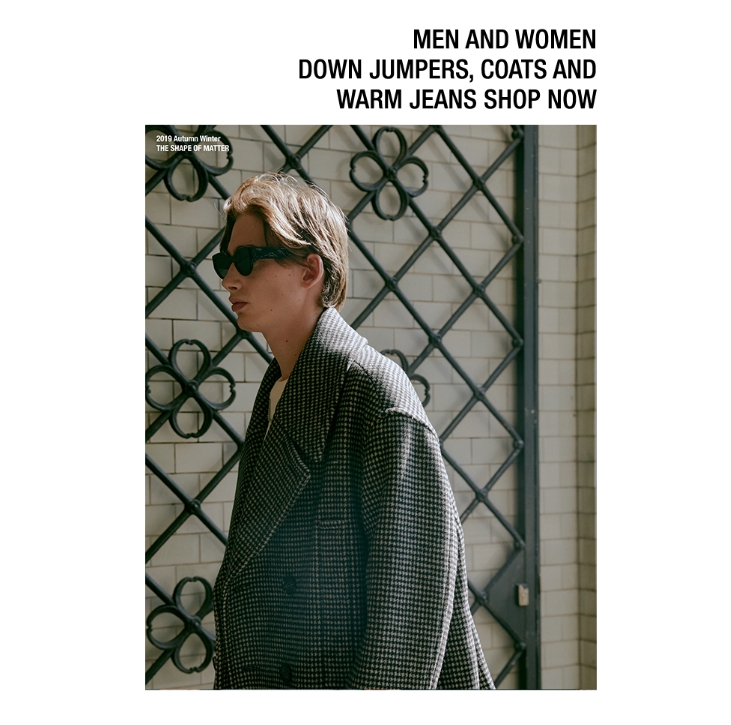 MEN AND WOMEN
DOWN JUMPERS, COATS AND
WARM JEANS SHOP NOW
2019 Autumn Winter
THE SHAPE OF MATTER